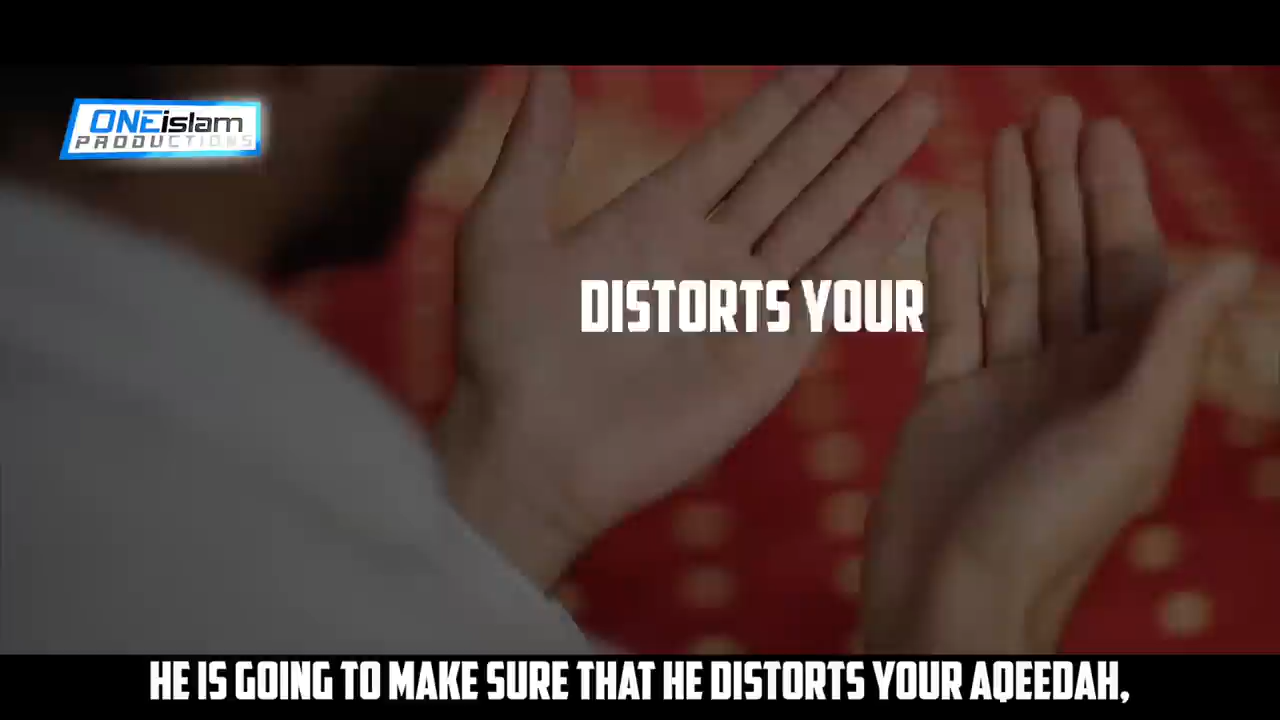 ONEislam
PRODUCTIONS
DISTORTS YOUR
HE IS GOING TO MAKE SURE THAT HE DISTORTS YOUR AQEEDAH,